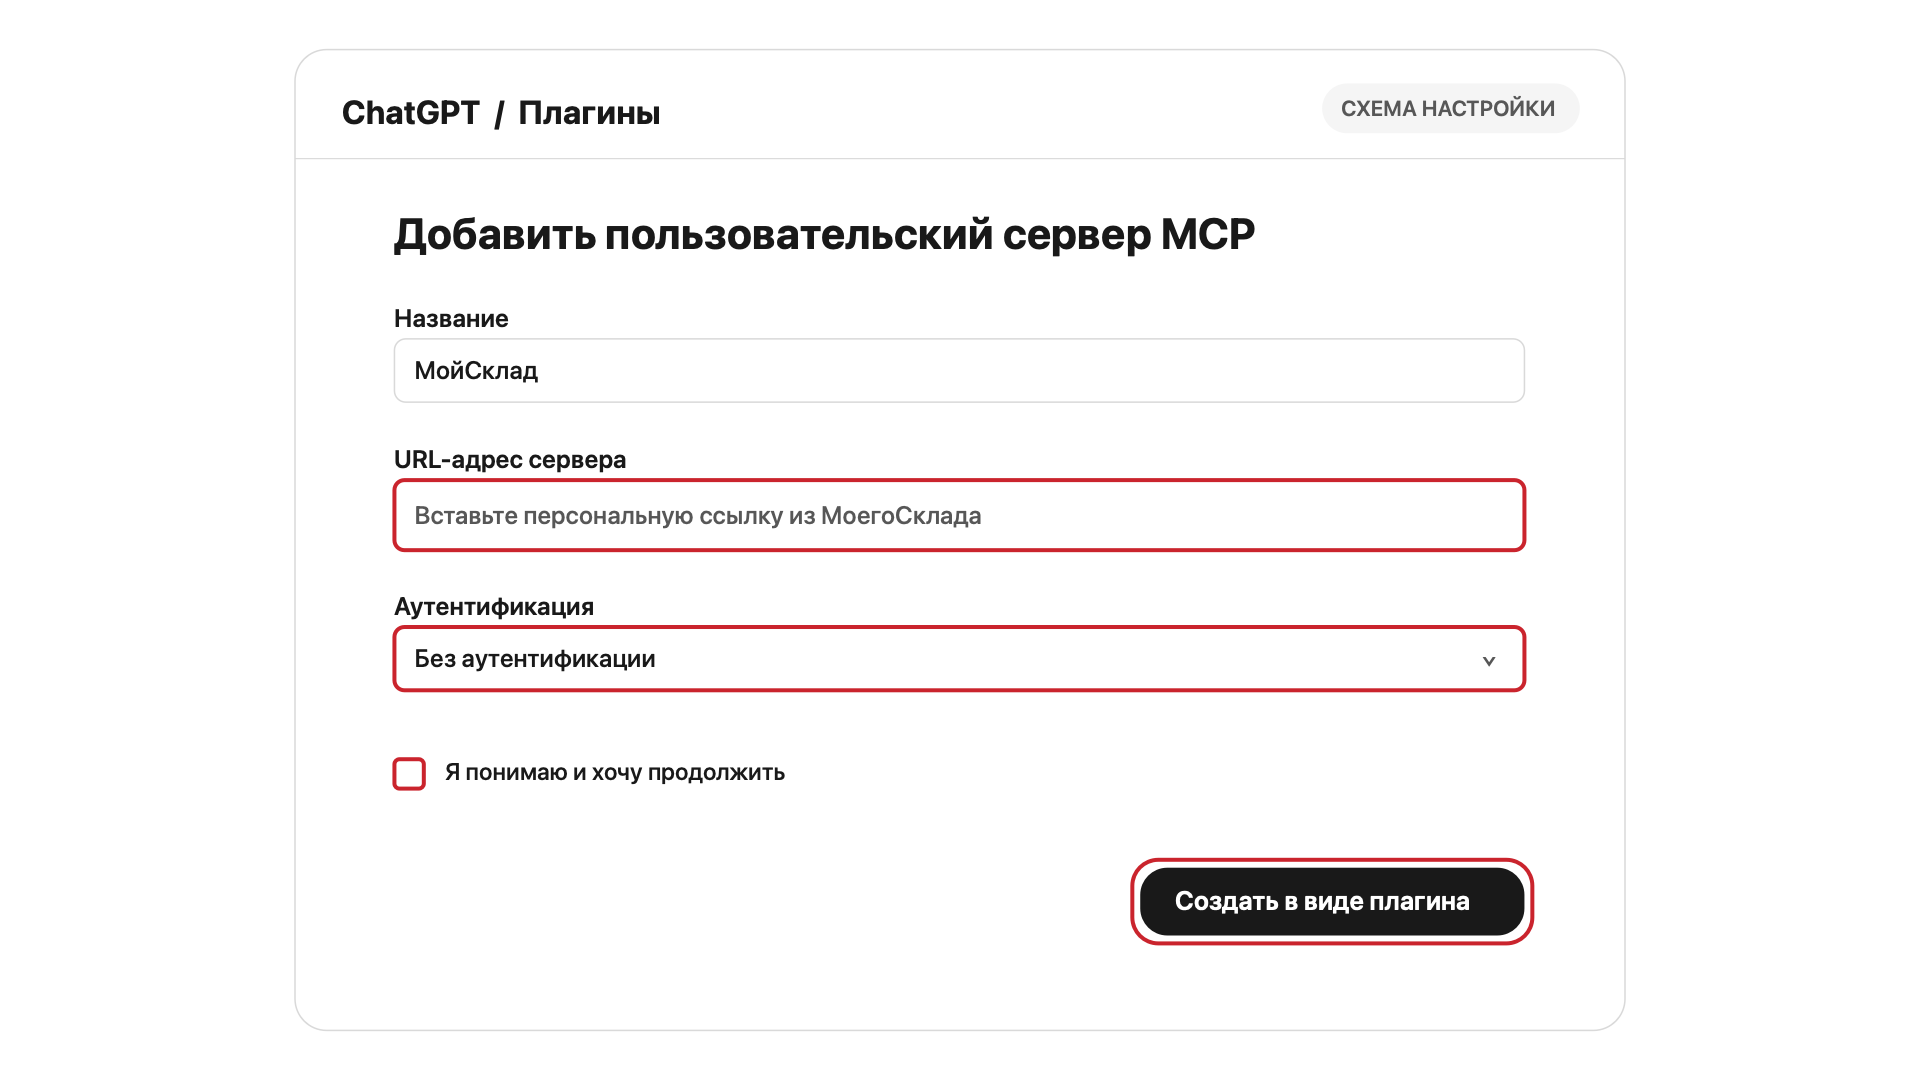 ChatGPT / Плагины
СХЕМА НАСТРОЙКИ
Добавить пользовательский сервер MCP
Название
МойСклад
URL-адрес сервера
Вставьте персональную ссылку из МоегоСклада
Аутентификация
Без аутентификации
Я понимаю и хочу продолжить
Создать в виде плагина